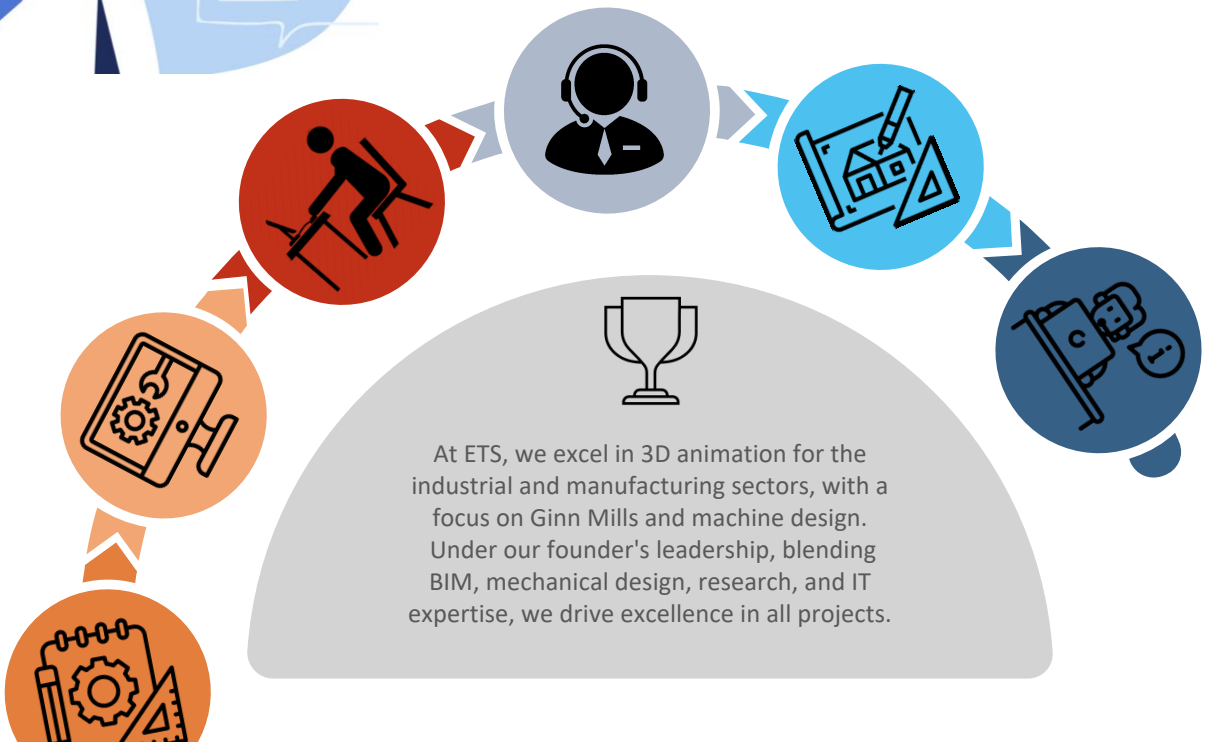 At ETS, we excel in 3D animation for the
industrial and manufacturing sectors, with a
focus on Ginn Mills and machine design.
Under our founder's leadership, blending
BIM, mechanical design, research, and IT
expertise, we drive excellence in all projects.